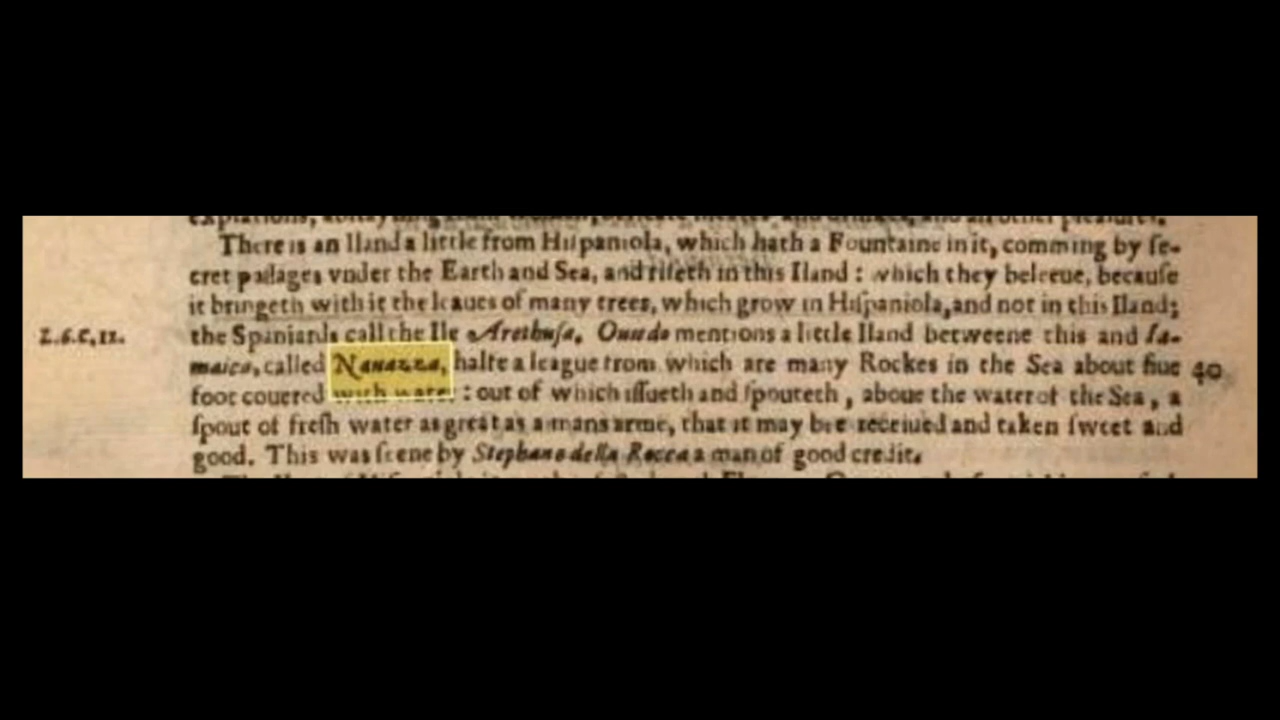 There is an Iland a little from Hiſpaniola, which hath a Fountaine in it, comming by ſe-
cret paſſages vnder the Earth and Sea, and riſeth in this Iland : which they beleeue, becauſe
it bringeth with it the leaues of many trees, which grow in Hiſpaniola, and not in this Iland;
L.6.C.12. the Spaniards call the Ile Arethuſa. Ouiedo mentions a little Iland betweene this and Ia-
maica, called Nauazza, halfe a league from which are many Rockes in the Sea about fiue 40
foot couered with water : out of which iſſueth and ſpouteth , aboue the water of the Sea , a
ſpout of freſh water as great as a mans arme, that it may bee receiued and taken ſweet and
good. This was ſeene by Stephano della Rocca a man of good credit.